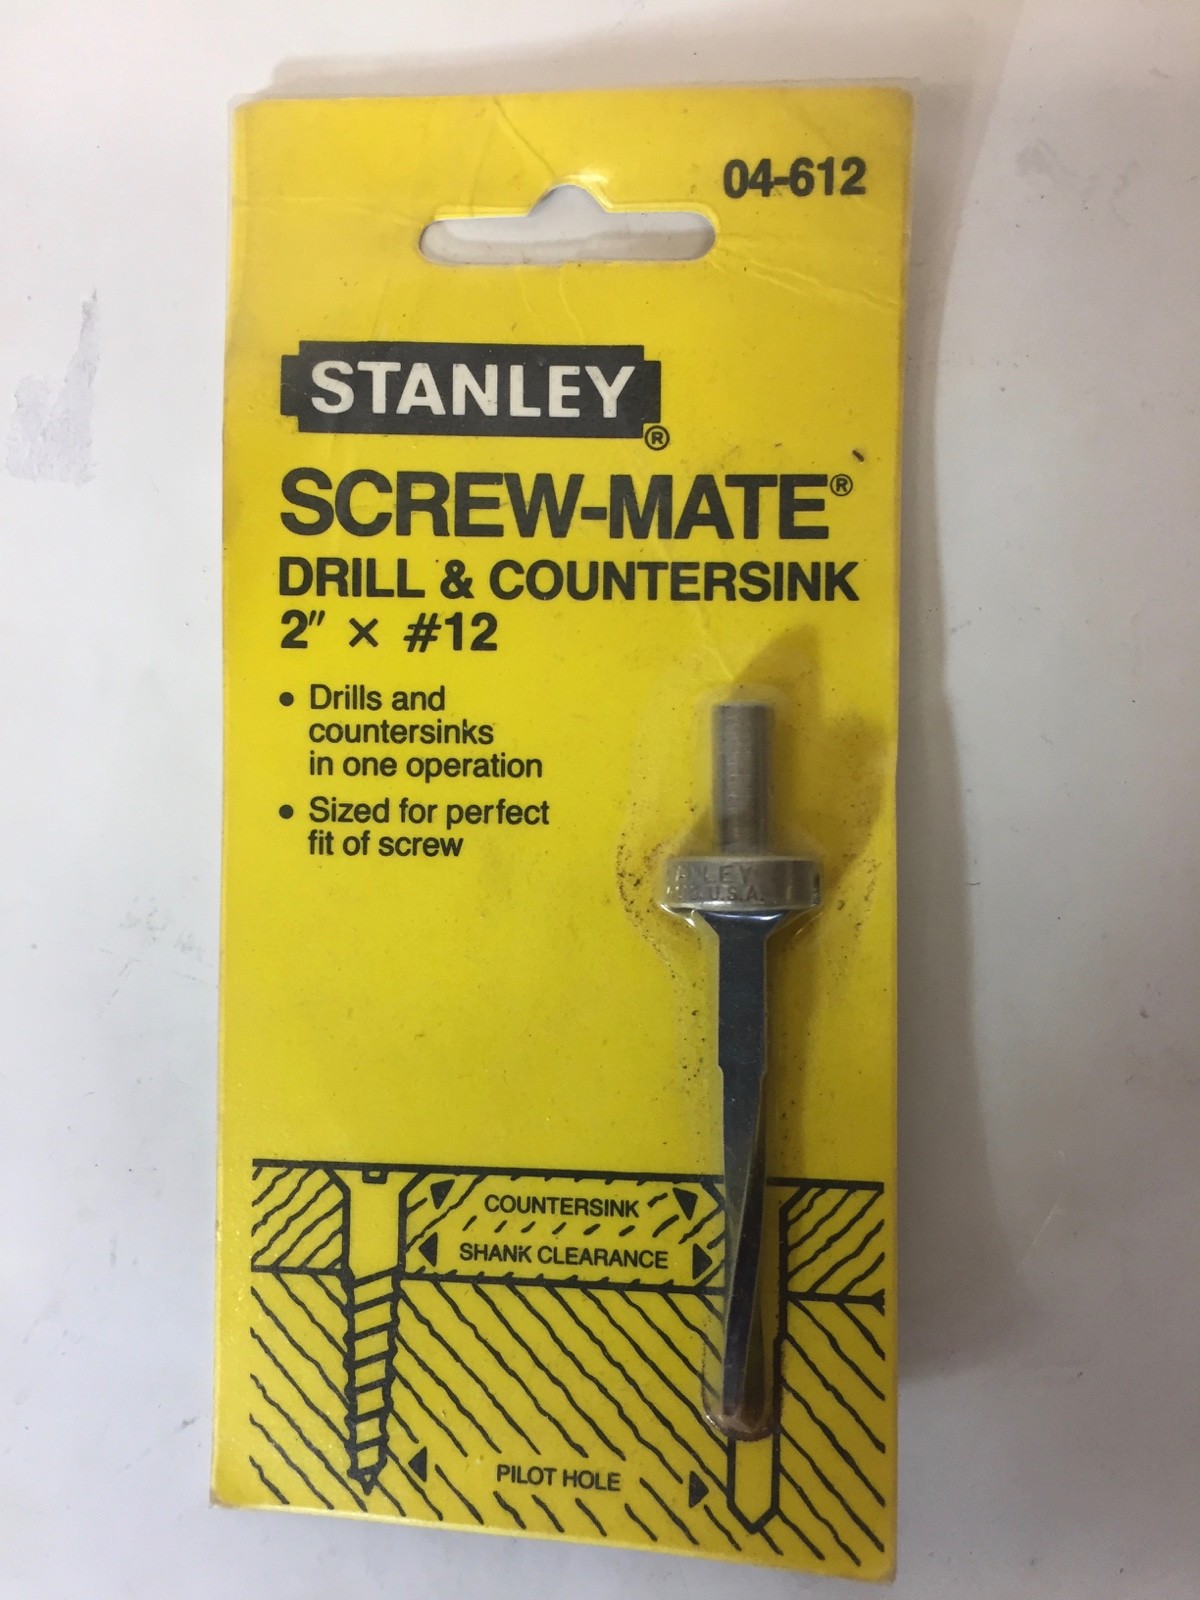 04-612
STANLEY®
SCREW-MATE®
DRILL & COUNTERSINK
2" × #12
• Drills and
countersinks
in one operation
• Sized for perfect
fit of screw
NLEY
U.S.A.
COUNTERSINK
SHANK CLEARANCE
PILOT HOLE